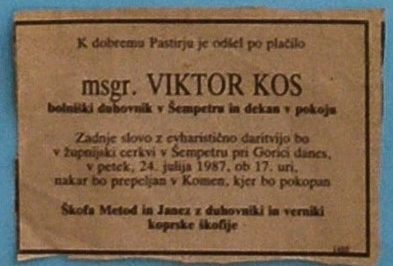 K dobremu Pastirju je odšel po plačilo
msgr. VIKTOR KOS
bolniški duhovnik v Šempetru in dekan v pokoju
Zadnje slovo z evharistično daritvijo bo
v župnijski cerkvi v Šempetru pri Gorici danes,
v petek, 24. julija 1987, ob 17. uri,
nakar bo prepeljan v Komen, kjer bo pokopan
Škofa Metod in Janez z duhovniki in verniki
koprske škofije